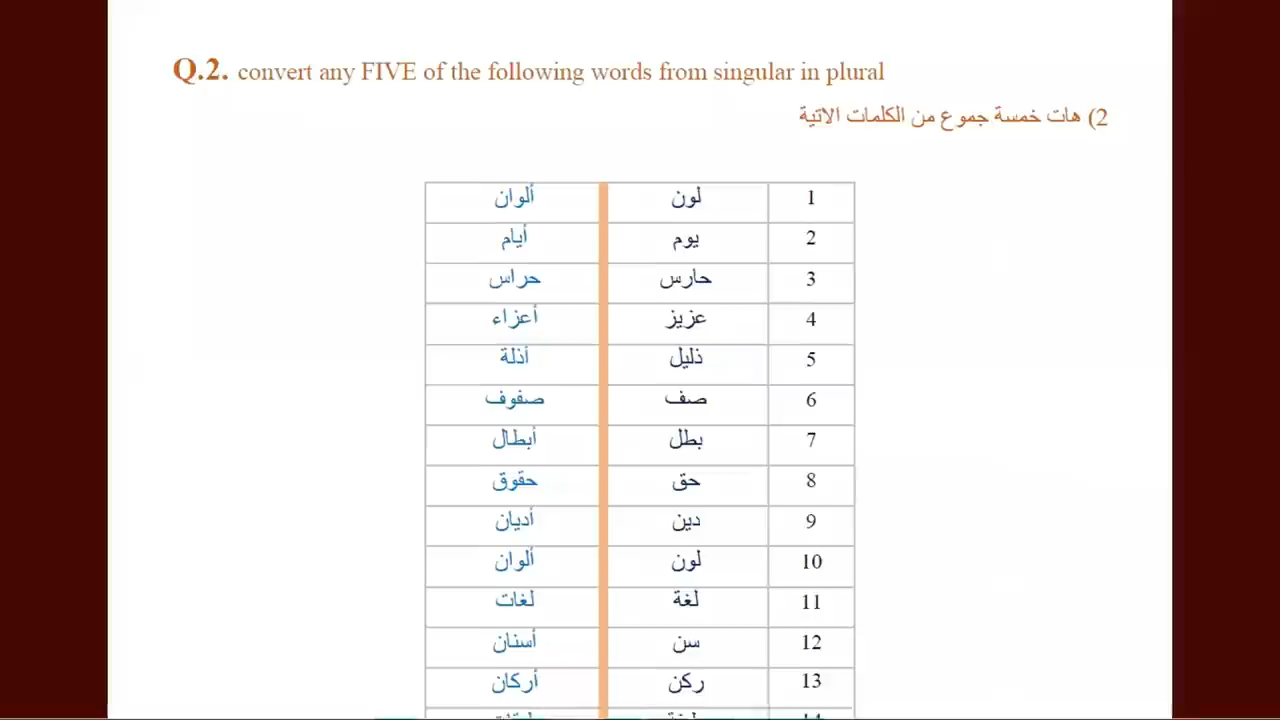 Q.2. convert any FIVE of the following words from singular in plural
2) هات خمسة جموع من الكلمات الاتية
1 لون ألوان
2 يوم أيام
3 حارس حراس
4 عزيز أعزاء
5 ذليل أذلة
6 صف صفوف
7 بطل أبطال
8 حق حقوق
9 دين أديان
10 لون ألوان
11 لغة لغات
12 سن أسنان
13 ركن أركان
14